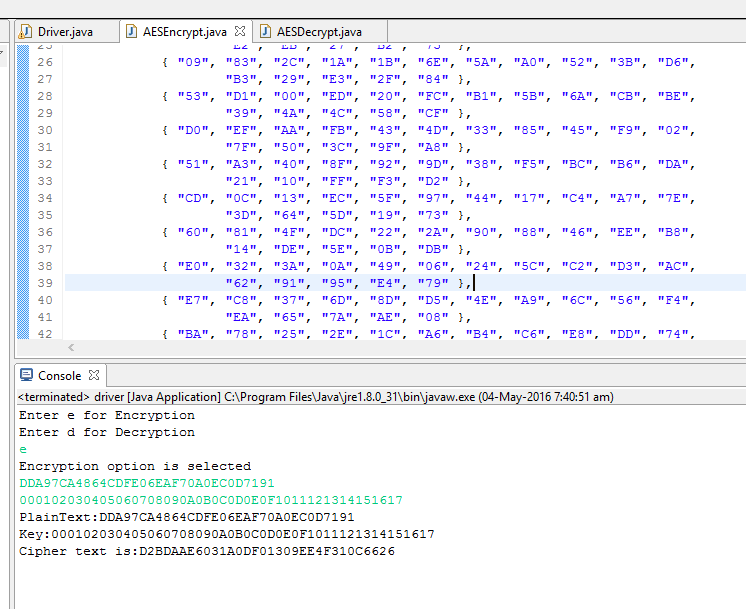 Driver.java AESEncrypt.java AESDecrypt.java
25 "E2", "EB", "27", "B2", "75" },
26 { "09", "83", "2C", "1A", "1B", "6E", "5A", "A0", "52", "3B", "D6",
27 "B3", "29", "E3", "2F", "84" },
28 { "53", "D1", "00", "ED", "20", "FC", "B1", "5B", "6A", "CB", "BE",
29 "39", "4A", "4C", "58", "CF" },
30 { "D0", "EF", "AA", "FB", "43", "4D", "33", "85", "45", "F9", "02",
31 "7F", "50", "3C", "9F", "A8" },
32 { "51", "A3", "40", "8F", "92", "9D", "38", "F5", "BC", "B6", "DA",
33 "21", "10", "FF", "F3", "D2" },
34 { "CD", "0C", "13", "EC", "5F", "97", "44", "17", "C4", "A7", "7E",
35 "3D", "64", "5D", "19", "73" },
36 { "60", "81", "4F", "DC", "22", "2A", "90", "88", "46", "EE", "B8",
37 "14", "DE", "5E", "0B", "DB" },
38 { "E0", "32", "3A", "0A", "49", "06", "24", "5C", "C2", "D3", "AC",
39 "62", "91", "95", "E4", "79" },
40 { "E7", "C8", "37", "6D", "8D", "D5", "4E", "A9", "6C", "56", "F4",
41 "EA", "65", "7A", "AE", "08" },
42 { "BA", "78", "25", "2E", "1C", "A6", "B4", "C6", "E8", "DD", "74",
Console
<terminated> driver [Java Application] C:\Program Files\Java\jre1.8.0_31\bin\javaw.exe (04-May-2016 7:40:51 am)
Enter e for Encryption
Enter d for Decryption
e
Encryption option is selected
DDA97CA4864CDFE06EAF70A0EC0D7191
000102030405060708090A0B0C0D0E0F1011121314151617
PlainText:DDA97CA4864CDFE06EAF70A0EC0D7191
Key:000102030405060708090A0B0C0D0E0F1011121314151617
Cipher text is:D2BDAAE6031A0DF01309EE4F310C6626